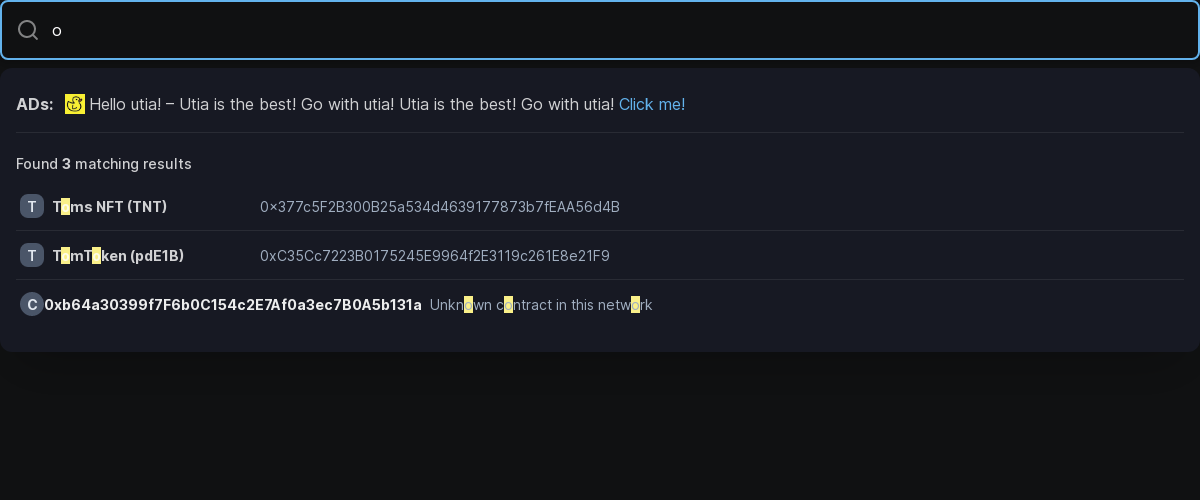 o
ADs: Hello utia! – Utia is the best! Go with utia! Utia is the best! Go with utia! Click me!
Found 3 matching results
T Toms NFT (TNT) 0x377c5F2B300B25a534d4639177873b7fEAA56d4B
T TomToken (pdE1B) 0xC35Cc7223B0175245E9964f2E3119c261E8e21F9
C 0xb64a30399f7F6b0C154c2E7Af0a3ec7B0A5b131a Unknown contract in this network